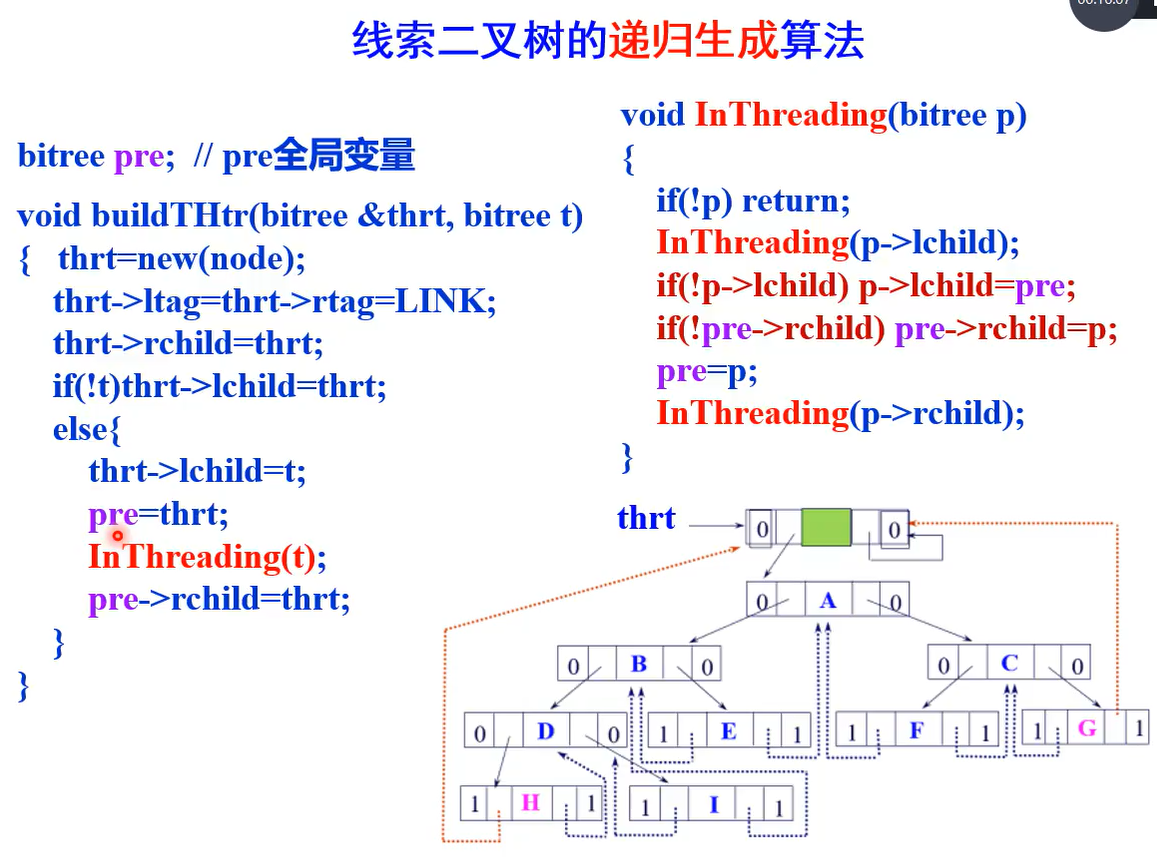 线索二叉树的递归生成算法
bitree pre;  // pre全局变量
void buildTHtr(bitree &thrt, bitree t)
{   thrt=new(node);
thrt->ltag=thrt->rtag=LINK;
thrt->rchild=thrt;
if(!t)thrt->lchild=thrt;
else{
thrt->lchild=t;
pre=thrt;
InThreading(t);
pre->rchild=thrt;
}
}
void InThreading(bitree p)
{
if(!p) return;
InThreading(p->lchild);
if(!p->lchild) p->lchild=pre;
if(!pre->rchild) pre->rchild=p;
pre=p;
InThreading(p->rchild);
}
thrt
0 0
0 A 0
0 B 0
0 C 0
0 D 0
1 E 1
1 F 1
1 G 1
1 H 1
1 I 1